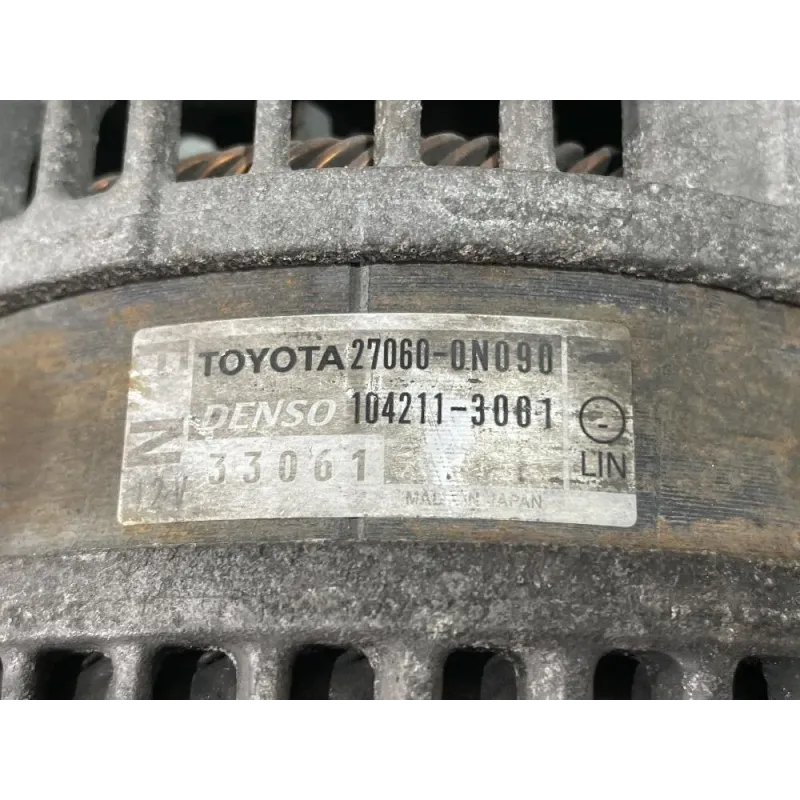 TOYOTA 27060-0N090
DENSO 104211-3061
33061
12V
LIN
MADE IN JAPAN